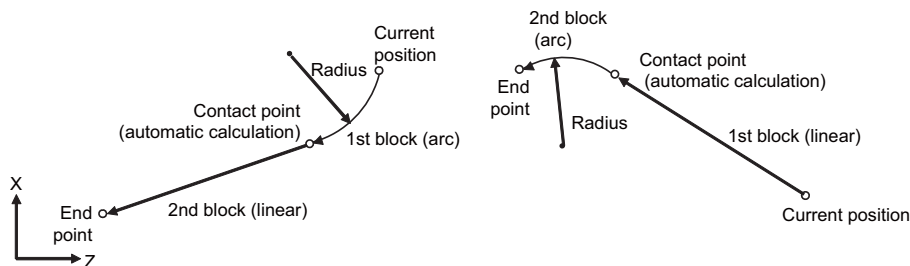 Current
position
Radius
Contact point
(automatic calculation)
1st block (arc)
2nd block (linear)
End
point
X
Z
2nd block
(arc)
Contact point
(automatic calculation)
End
point
Radius
1st block (linear)
Current position